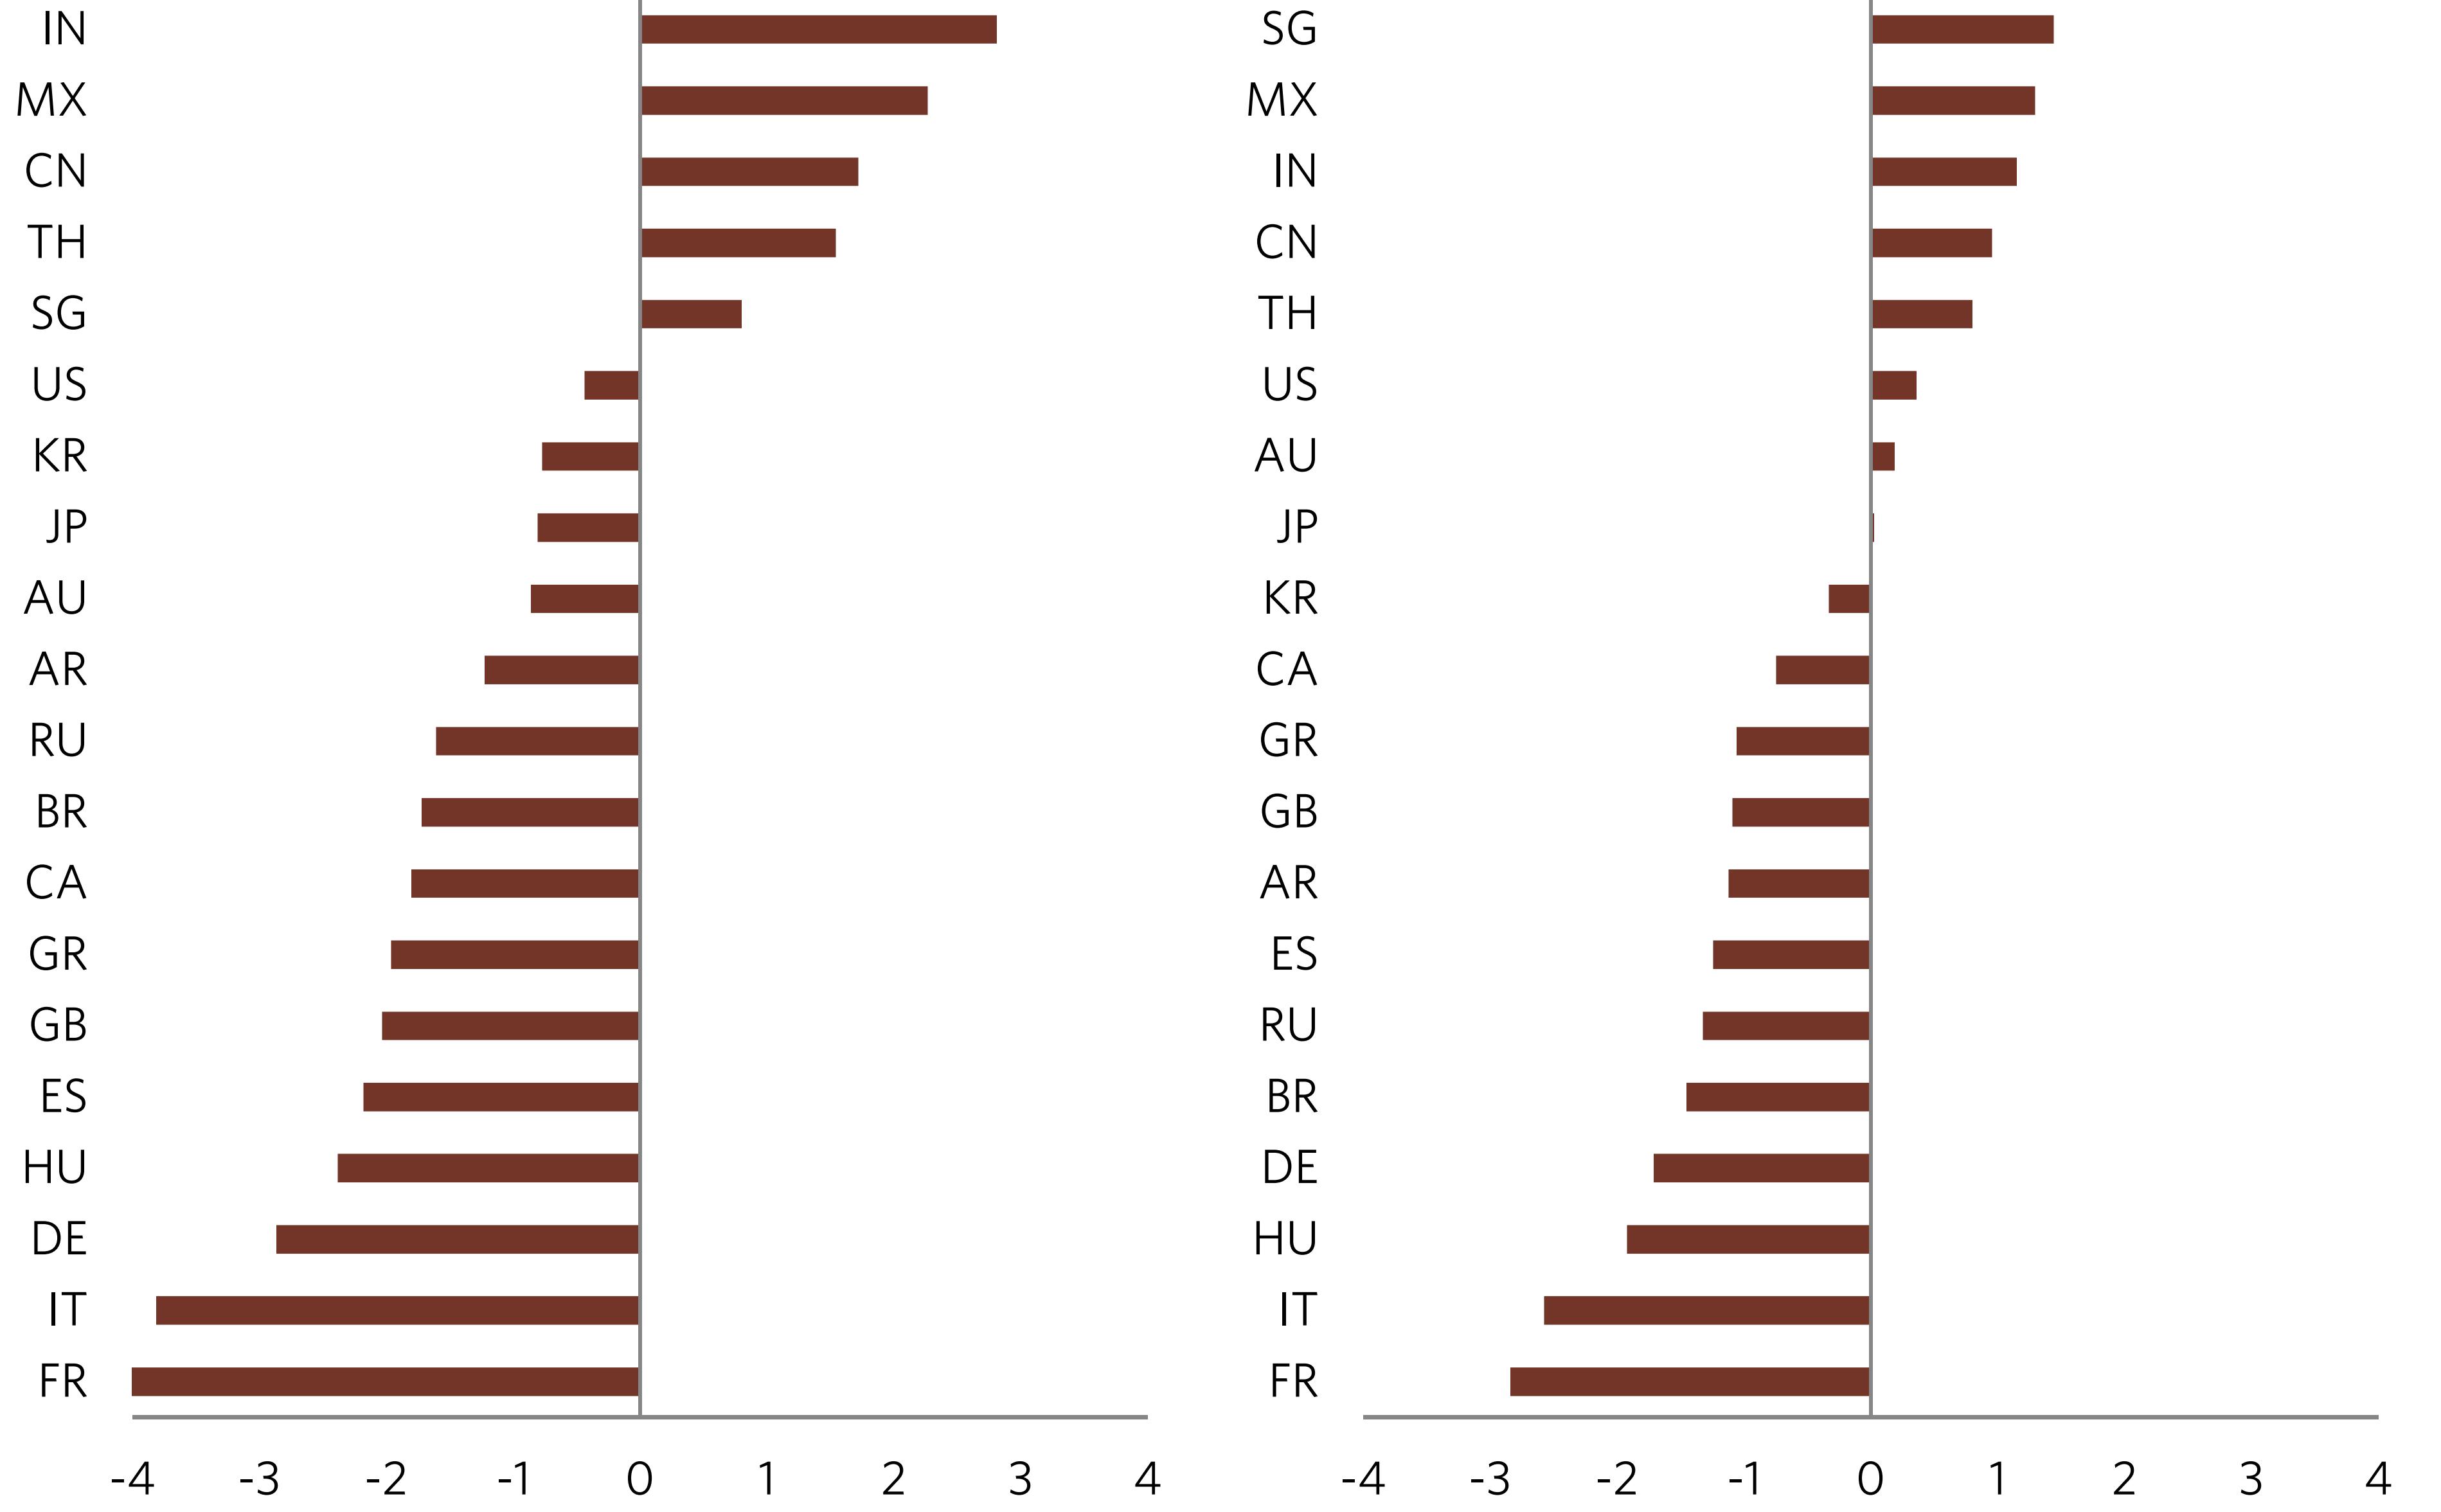 IN
MX
CN
TH
SG
US
KR
JP
AU
AR
RU
BR
CA
GR
GB
ES
HU
DE
IT
FR
-4 -3 -2 -1 0 1 2 3 4
SG
MX
IN
CN
TH
US
AU
JP
KR
CA
GR
GB
AR
ES
RU
BR
DE
HU
IT
FR
-4 -3 -2 -1 0 1 2 3 4